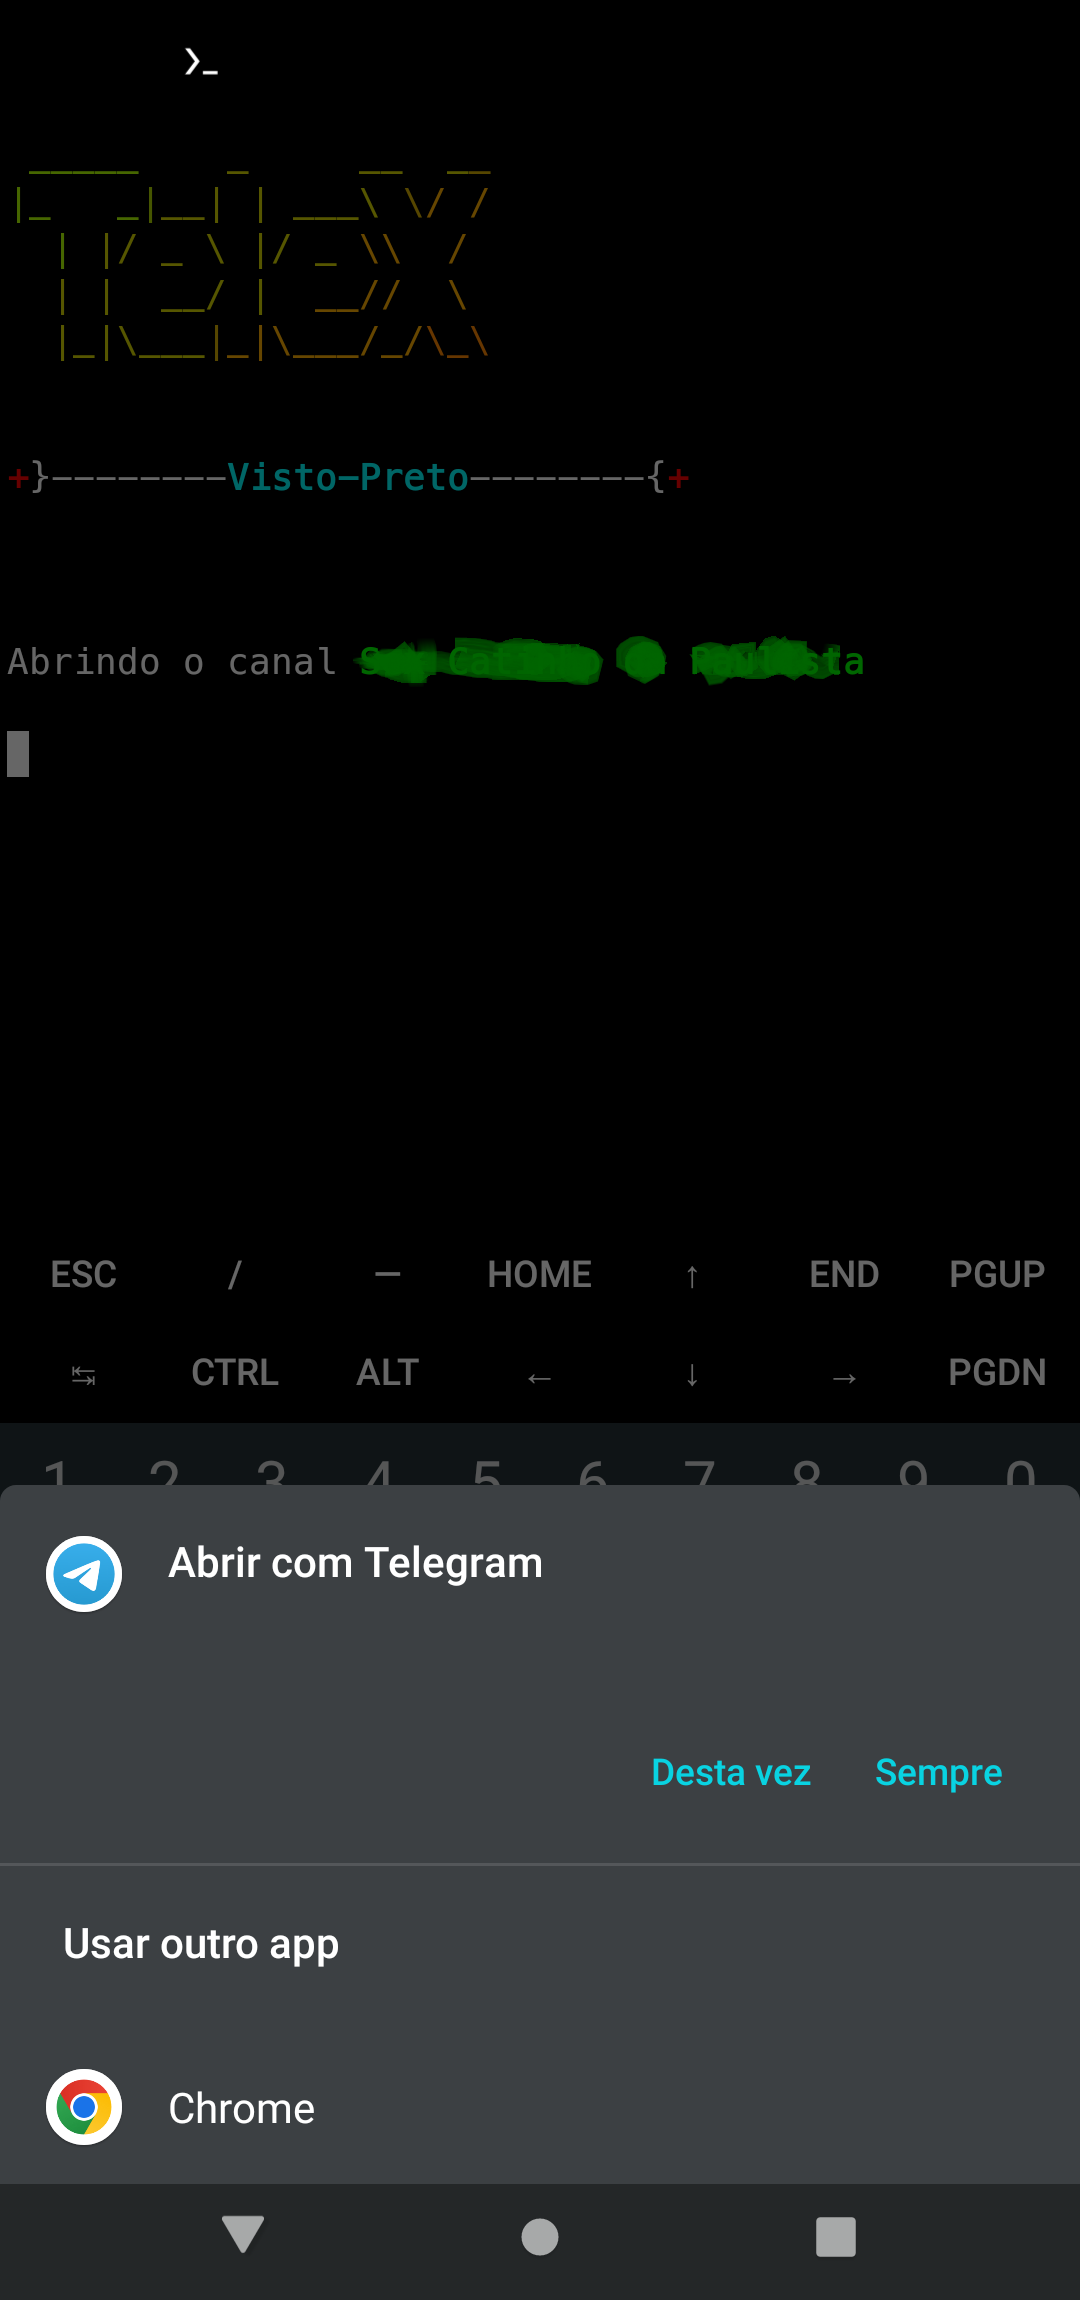 ❯_
TeleX
+}--------Visto-Preto--------{+
Abrindo o canal
ESC / — HOME ↑ END PGUP
↹ CTRL ALT ← ↓ → PGDN
1 2 3 4 5 6 7 8 9 0
Abrir com Telegram
Desta vez Sempre
Usar outro app
Chrome